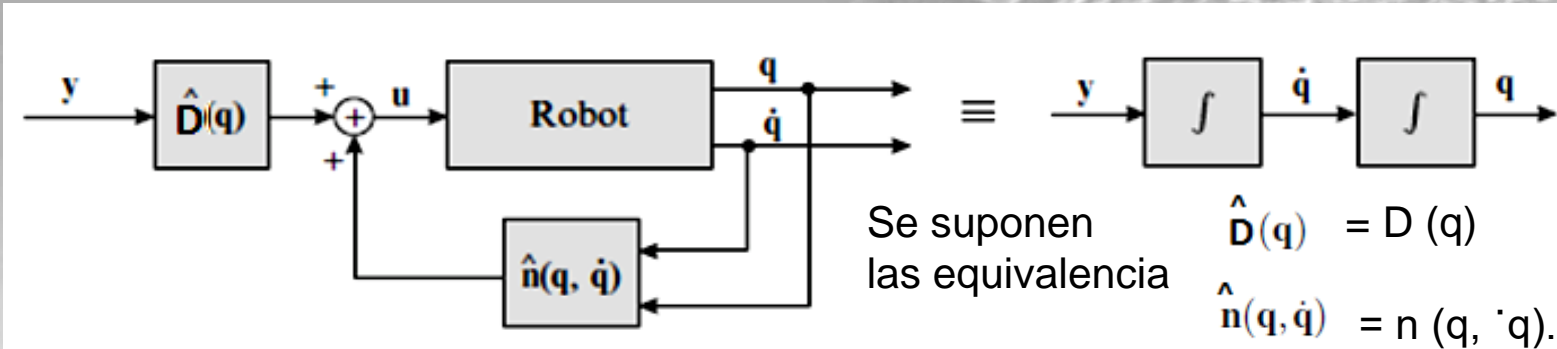 y
D̂(q)
+
+
+
u
Robot
q
q̇
n̂(q, q̇)
≡
y
∫
q̇
∫
q
Se suponen
las equivalencia
D̂(q) = D (q)
n̂(q, q̇) = n (q, ˙q).